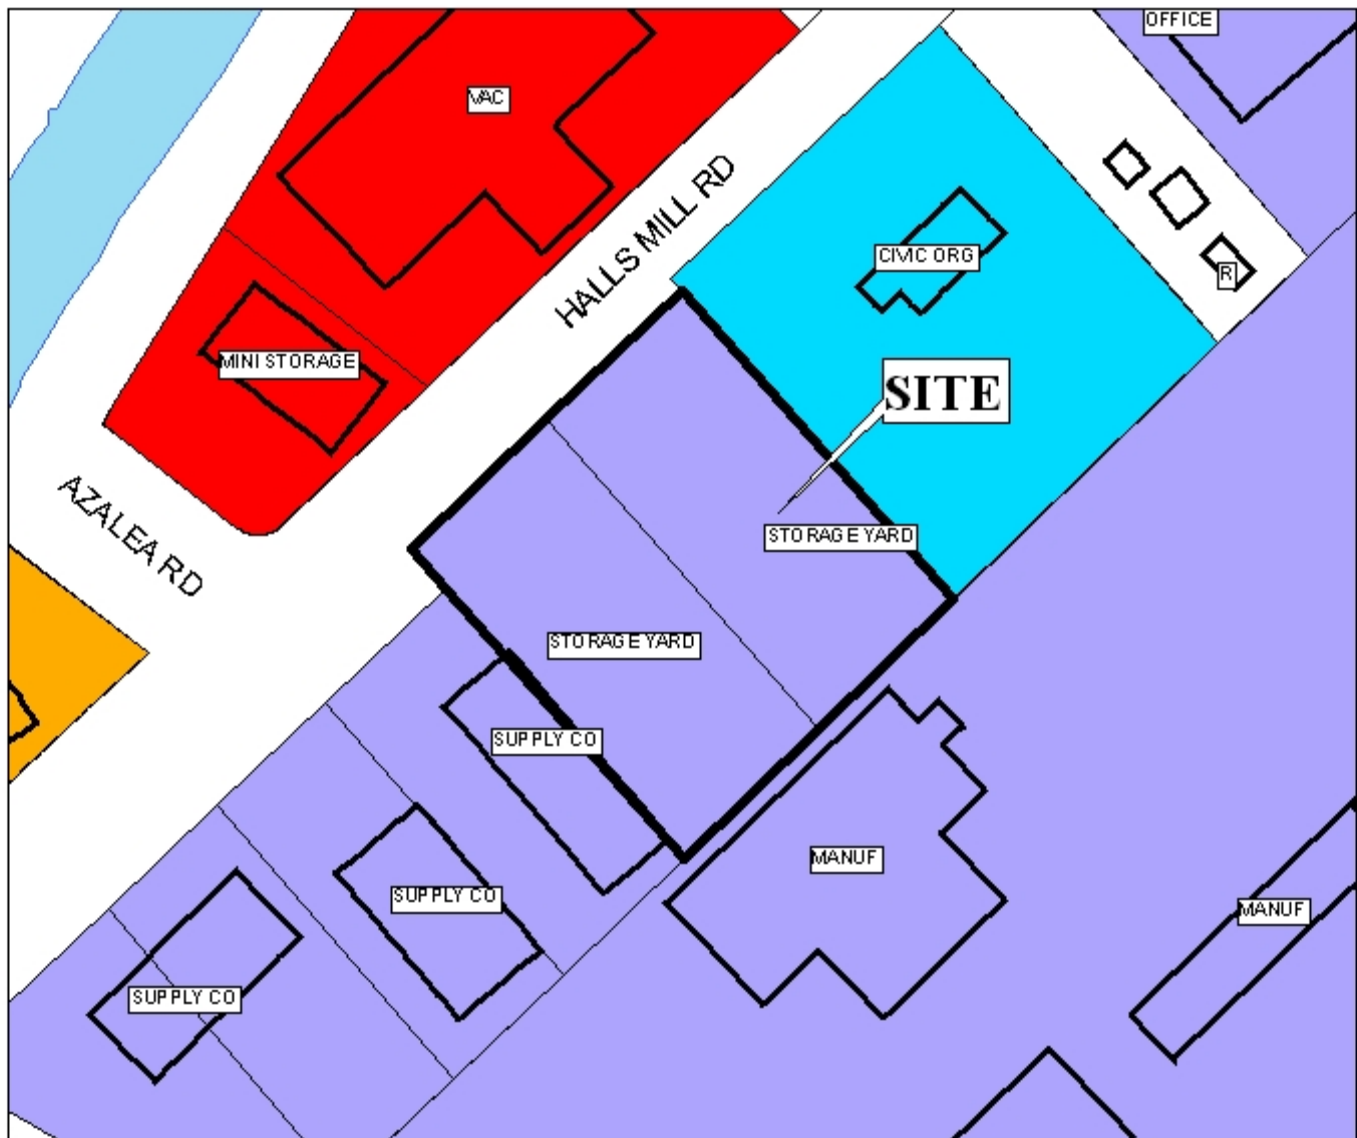 OFFICE
VAC
HALLS MILL RD
CIVIC ORG
R
MINI STORAGE
SITE
AZALEA RD
STORAGE YARD
STORAGE YARD
SUPPLY CO
MANUF
SUPPLY CO
MANUF
SUPPLY CO